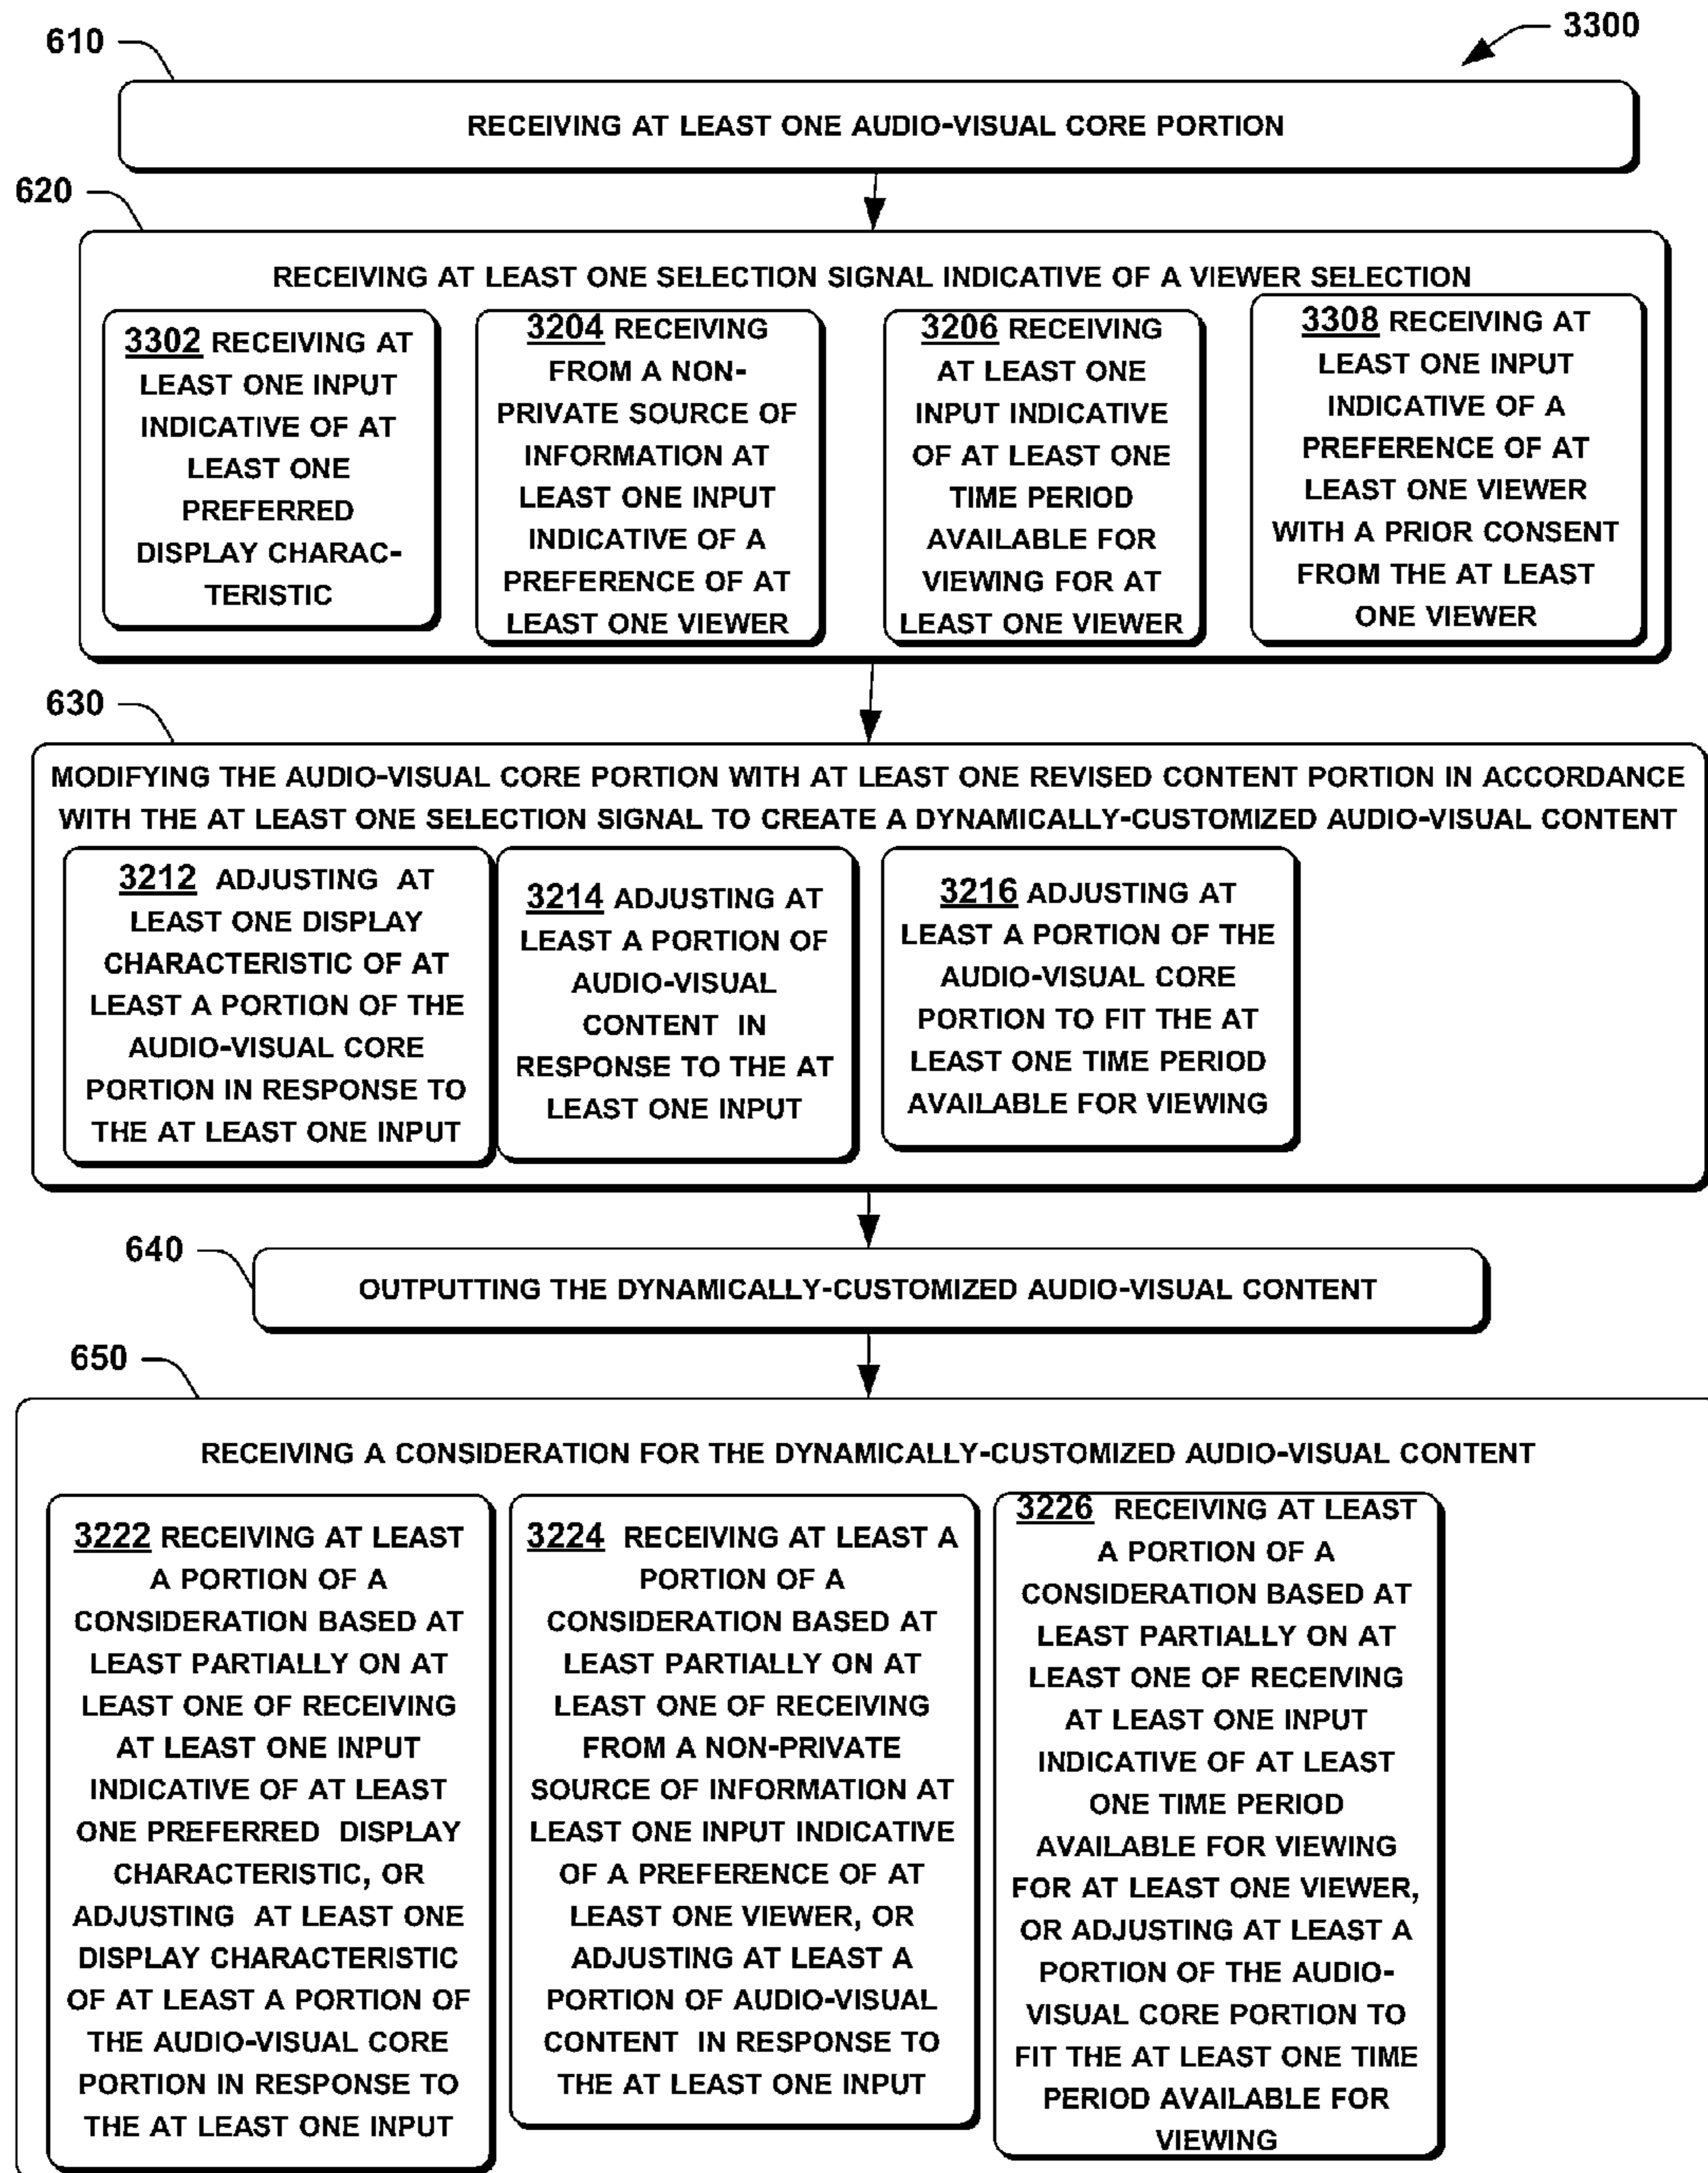 610
3300
RECEIVING AT LEAST ONE AUDIO-VISUAL CORE PORTION
620
RECEIVING AT LEAST ONE SELECTION SIGNAL INDICATIVE OF A VIEWER SELECTION
3302 RECEIVING AT
LEAST ONE INPUT
INDICATIVE OF AT
LEAST ONE
PREFERRED
DISPLAY CHARAC-
TERISTIC
3204 RECEIVING
FROM A NON-
PRIVATE SOURCE OF
INFORMATION AT
LEAST ONE INPUT
INDICATIVE OF A
PREFERENCE OF AT
LEAST ONE VIEWER
3206 RECEIVING
AT LEAST ONE
INPUT INDICATIVE
OF AT LEAST ONE
TIME PERIOD
AVAILABLE FOR
VIEWING FOR AT
LEAST ONE VIEWER
3308 RECEIVING AT
LEAST ONE INPUT
INDICATIVE OF A
PREFERENCE OF AT
LEAST ONE VIEWER
WITH A PRIOR CONSENT
FROM THE AT LEAST
ONE VIEWER
630
MODIFYING THE AUDIO-VISUAL CORE PORTION WITH AT LEAST ONE REVISED CONTENT PORTION IN ACCORDANCE
WITH THE AT LEAST ONE SELECTION SIGNAL TO CREATE A DYNAMICALLY-CUSTOMIZED AUDIO-VISUAL CONTENT
3212 ADJUSTING AT
LEAST ONE DISPLAY
CHARACTERISTIC OF AT
LEAST A PORTION OF THE
AUDIO-VISUAL CORE
PORTION IN RESPONSE TO
THE AT LEAST ONE INPUT
3214 ADJUSTING AT
LEAST A PORTION OF
AUDIO-VISUAL
CONTENT IN
RESPONSE TO THE AT
LEAST ONE INPUT
3216 ADJUSTING AT
LEAST A PORTION OF THE
AUDIO-VISUAL CORE
PORTION TO FIT THE AT
LEAST ONE TIME PERIOD
AVAILABLE FOR VIEWING
640
OUTPUTTING THE DYNAMICALLY-CUSTOMIZED AUDIO-VISUAL CONTENT
650
RECEIVING A CONSIDERATION FOR THE DYNAMICALLY-CUSTOMIZED AUDIO-VISUAL CONTENT
3222 RECEIVING AT LEAST
A PORTION OF A
CONSIDERATION BASED AT
LEAST PARTIALLY ON AT
LEAST ONE OF RECEIVING
AT LEAST ONE INPUT
INDICATIVE OF AT LEAST
ONE PREFERRED DISPLAY
CHARACTERISTIC, OR
ADJUSTING AT LEAST ONE
DISPLAY CHARACTERISTIC
OF AT LEAST A PORTION OF
THE AUDIO-VISUAL CORE
PORTION IN RESPONSE TO
THE AT LEAST ONE INPUT
3224 RECEIVING AT LEAST A
PORTION OF A
CONSIDERATION BASED AT
LEAST PARTIALLY ON AT
LEAST ONE OF RECEIVING
FROM A NON-PRIVATE
SOURCE OF INFORMATION AT
LEAST ONE INPUT INDICATIVE
OF A PREFERENCE OF AT
LEAST ONE VIEWER, OR
ADJUSTING AT LEAST A
PORTION OF AUDIO-VISUAL
CONTENT IN RESPONSE TO
THE AT LEAST ONE INPUT
3226 RECEIVING AT LEAST
A PORTION OF A
CONSIDERATION BASED AT
LEAST PARTIALLY ON AT
LEAST ONE OF RECEIVING
AT LEAST ONE INPUT
INDICATIVE OF AT LEAST
ONE TIME PERIOD
AVAILABLE FOR VIEWING
FOR AT LEAST ONE VIEWER,
OR ADJUSTING AT LEAST A
PORTION OF THE AUDIO-
VISUAL CORE PORTION TO
FIT THE AT LEAST ONE TIME
PERIOD AVAILABLE FOR
VIEWING